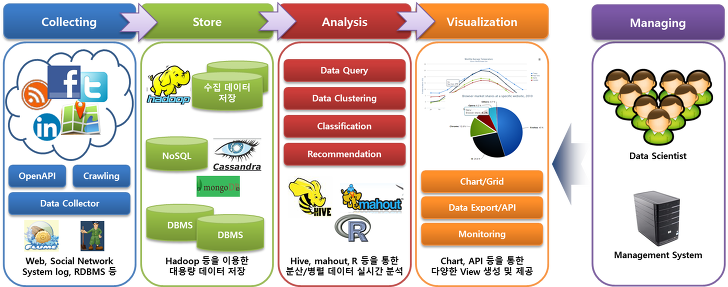 Collecting
Store
Analysis
Visualization
Managing
OpenAPI
Crawling
Data Collector
FLUME
Web, Social Network
System log, RDBMS 등
hadoop
수집 데이터
저장
NoSQL
Cassandra
mongo
DBMS
DBMS
Hadoop 등을 이용한
대용량 데이터 저장
Data Query
Data Clustering
Classification
Recommendation
HIVE
mahout
R
Hive, mahout, R 등을 통한
분산/병렬 데이터 실시간 분석
Chart/Grid
Data Export/API
Monitoring
Chart, API 등을 통한
다양한 View 생성 및 제공
Data Scientist
Management System